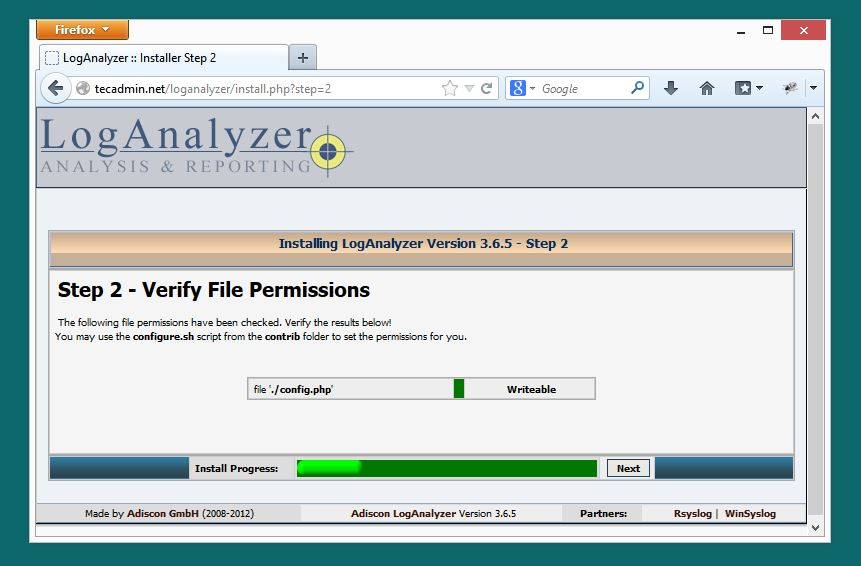 Firefox
LogAnalyzer :: Installer Step 2
tecadmin.net/loganalyzer/install.php?step=2
Google
LogAnalyzer
ANALYSIS & REPORTING
Installing LogAnalyzer Version 3.6.5 - Step 2
Step 2 - Verify File Permissions
The following file permissions have been checked. Verify the results below!
You may use the configure.sh script from the contrib folder to set the permissions for you.
file './config.php' Writeable
Install Progress: Next
Made by Adiscon GmbH (2008-2012) Adiscon LogAnalyzer Version 3.6.5 Partners: Rsyslog | WinSyslog